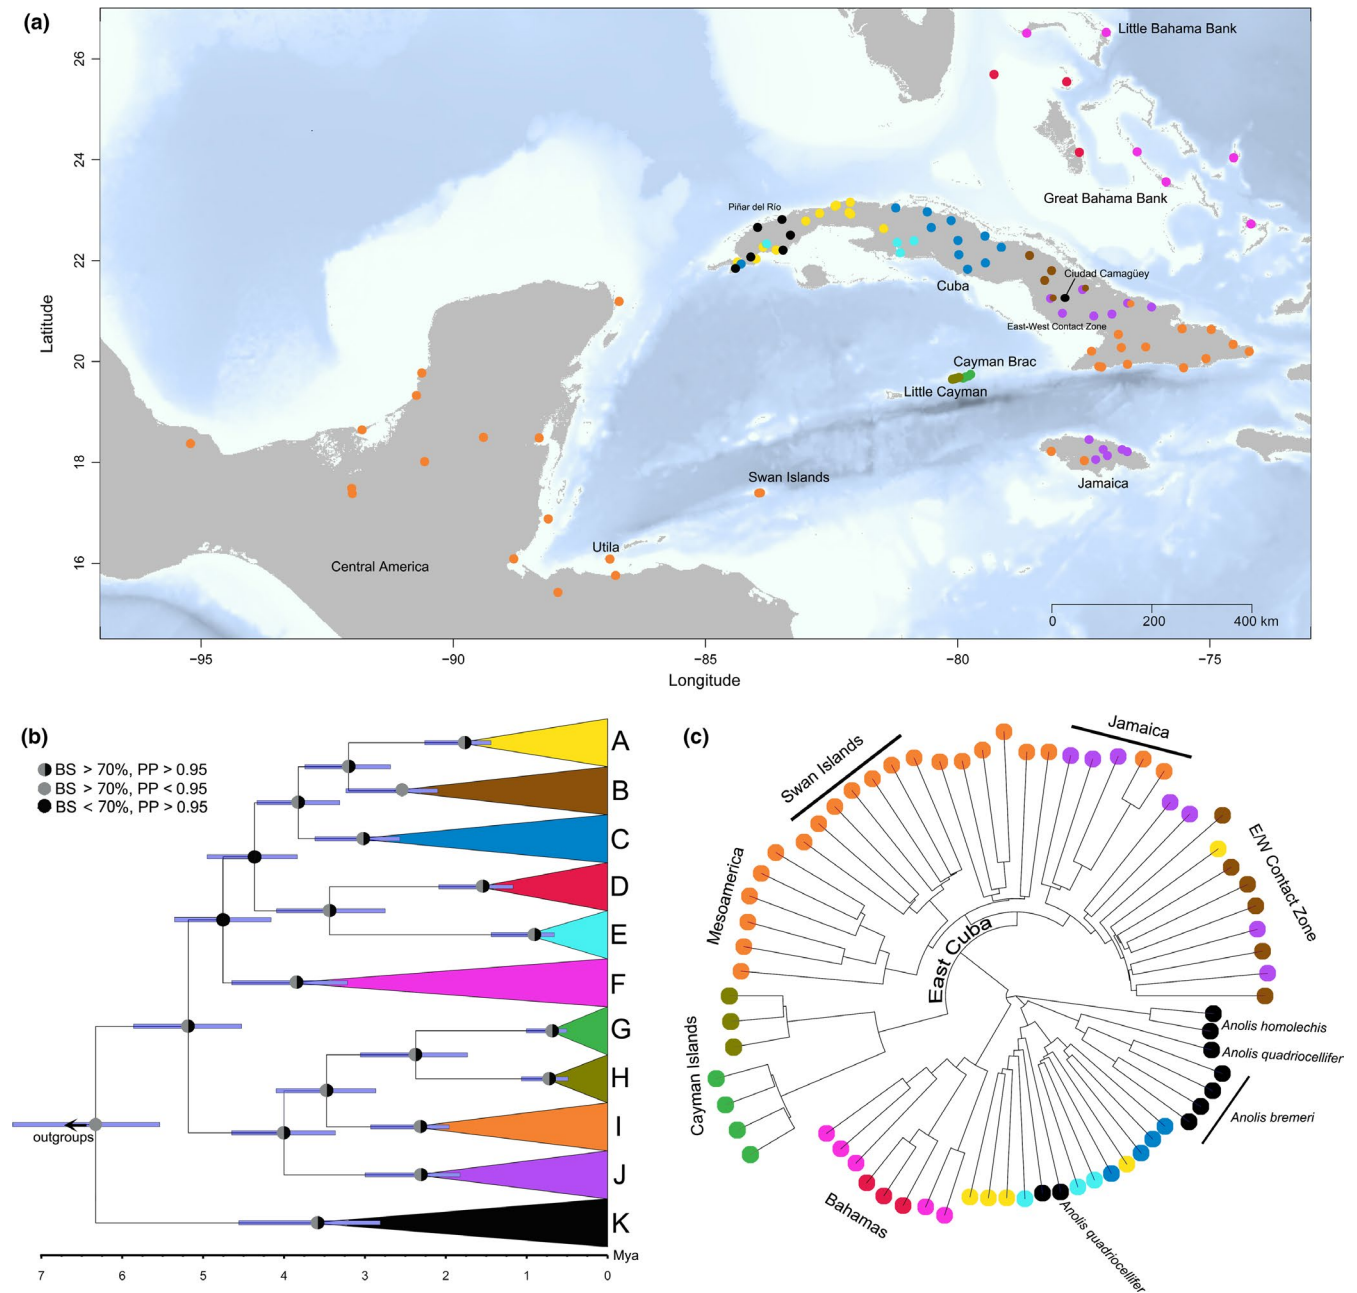 (a)
Little Bahama Bank
Great Bahama Bank
Piñar del Río
Ciudad Camagüey
Cuba
East-West Contact Zone
Cayman Brac
Little Cayman
Swan Islands
Jamaica
Utila
Central America
0 200 400 km
26
24
22
20
18
16
Latitude
−95 −90 −85 −80 −75
Longitude
(b)
BS > 70%, PP > 0.95
BS > 70%, PP < 0.95
BS < 70%, PP > 0.95
A
B
C
D
E
F
G
H
I
J
K
outgroups
Mya
7 6 5 4 3 2 1 0
(c)
Swan Islands
Jamaica
Mesoamerica
E/W Contact Zone
East Cuba
Cayman Islands
Anolis homolechis
Anolis quadriocellifer
Anolis bremeri
Anolis quadriocellifer
Bahamas